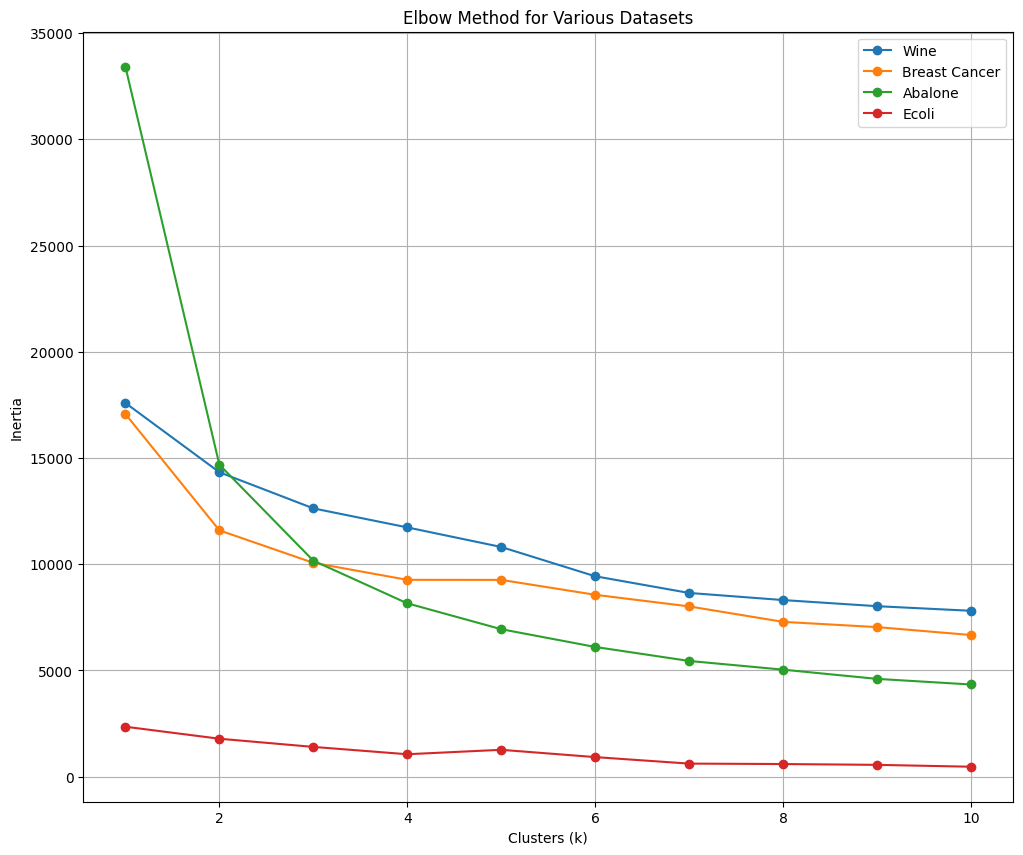 Elbow Method for Various Datasets
Wine
Breast Cancer
Abalone
Ecoli
35000
30000
25000
20000
15000
10000
5000
0
Inertia
2
4
6
8
10
Clusters (k)